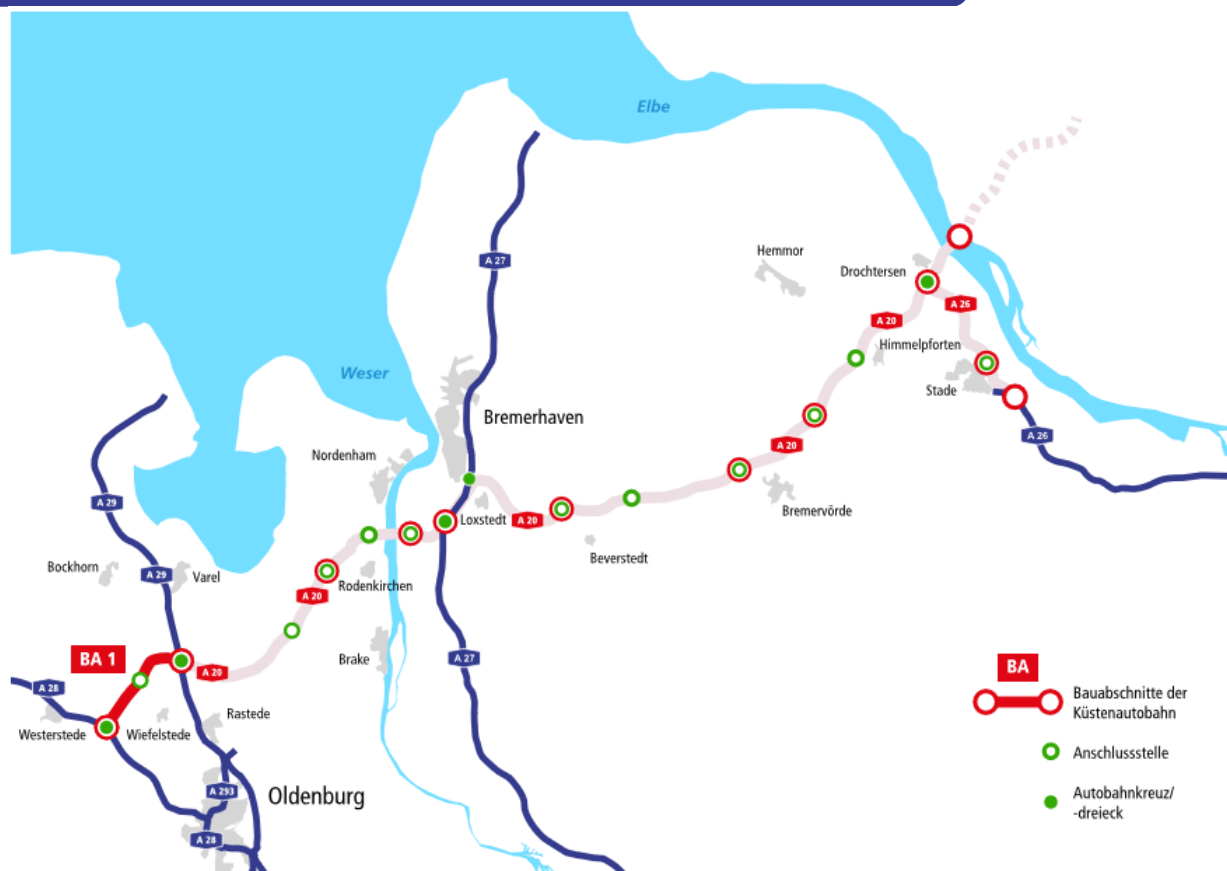 Elbe
Hemmor
A 27
Drochtersen
A 26
A 20
Himmelpforten
Weser
Stade
Bremerhaven
A 26
A 20
Nordenham
A 29
Bremervörde
A 20
Loxstedt
Beverstedt
Bockhorn
A 29
Varel
Rodenkirchen
A 20
BA 1
Brake
A 27
BA
A 20
A 28
Bauabschnitte der
Küstenautobahn
Rastede
Westerstede
Wiefelstede
Anschlussstelle
A 293
Oldenburg
Autobahnkreuz/
-dreieck
A 28